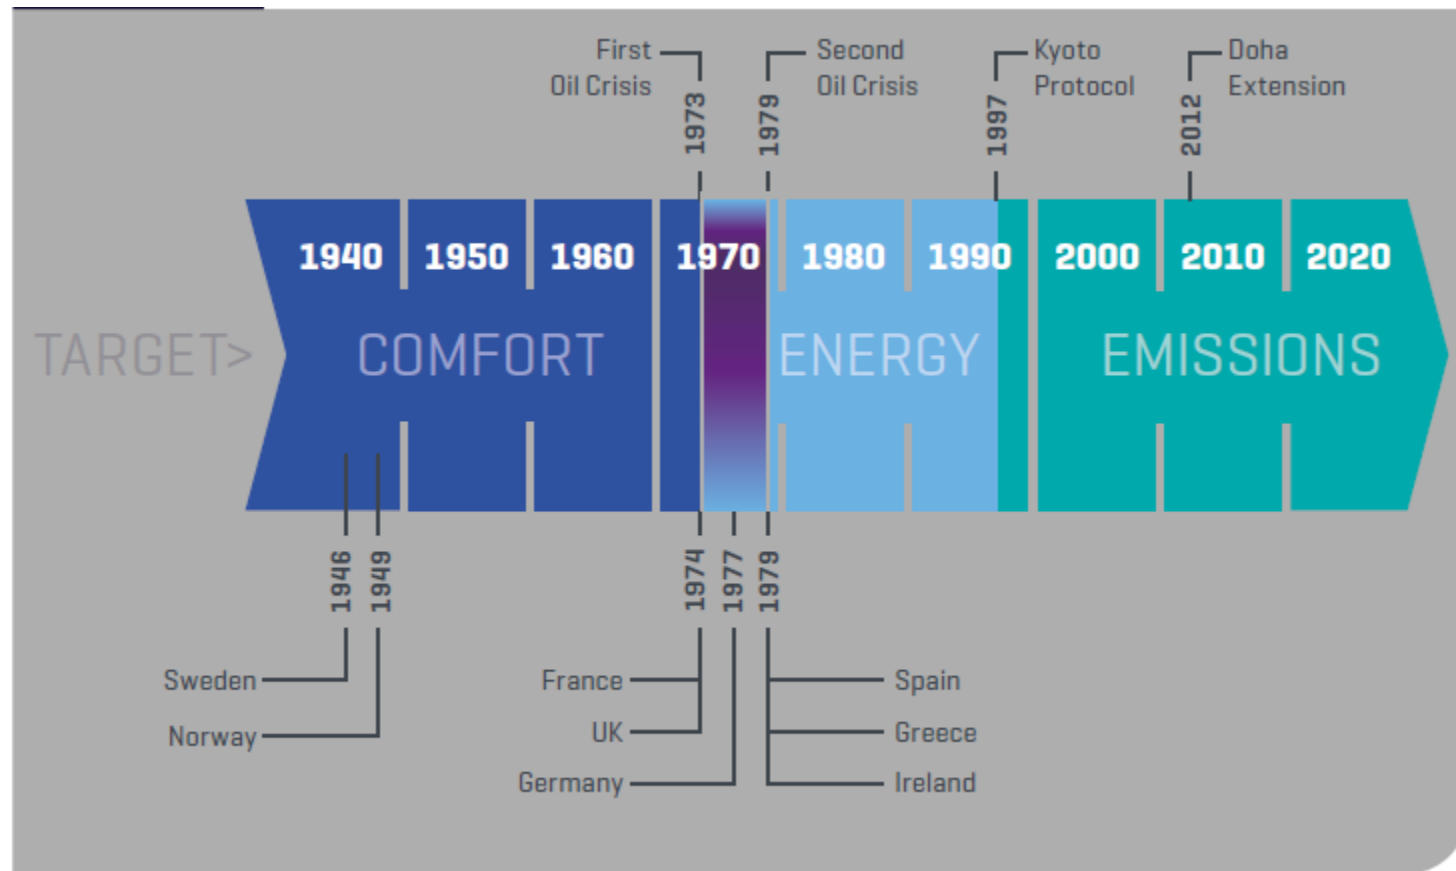 First
Oil Crisis
Second
Oil Crisis
Kyoto
Protocol
Doha
Extension
1973
1979
1997
2012
1940
1950
1960
1970
1980
1990
2000
2010
2020
TARGET>
COMFORT
ENERGY
EMISSIONS
1946
1949
1974
1977
1979
Sweden
Norway
France
UK
Germany
Spain
Greece
Ireland